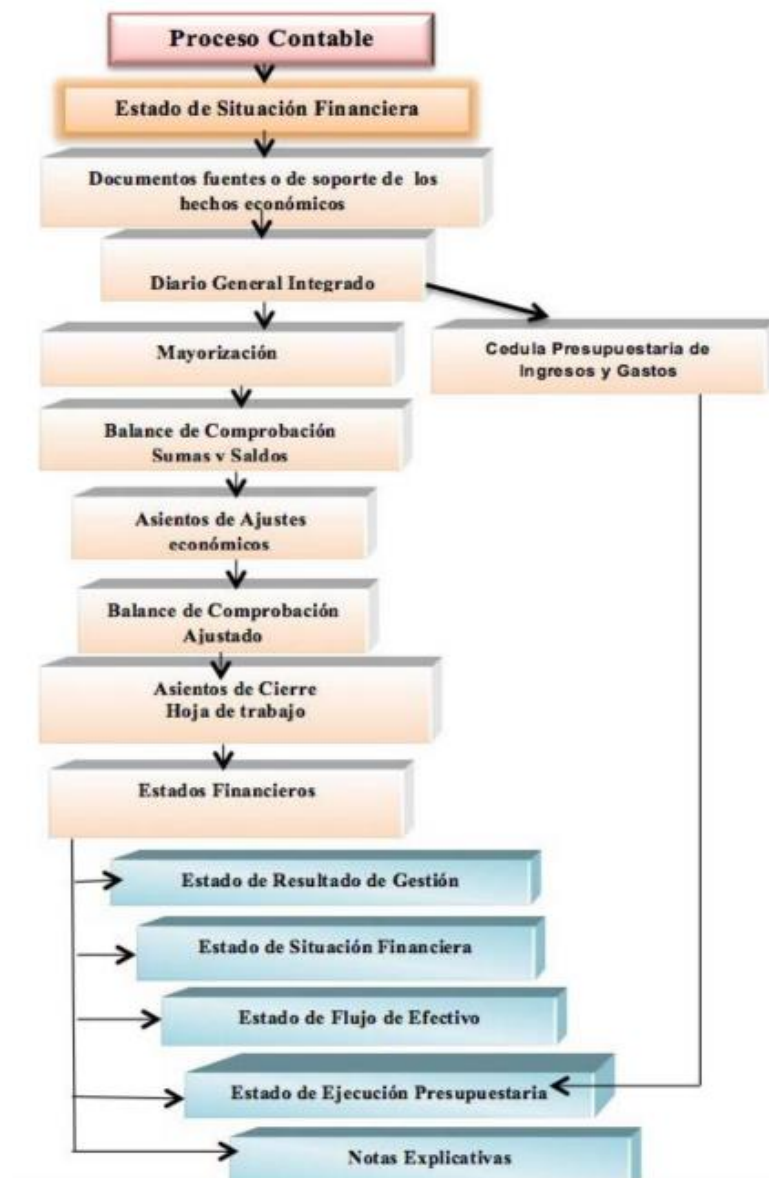 Proceso Contable
Estado de Situación Financiera
Documentos fuentes o de soporte de los
hechos económicos
Diario General Integrado
Mayorización
Cedula Presupuestaria de
Ingresos y Gastos
Balance de Comprobación
Sumas v Saldos
Asientos de Ajustes
económicos
Balance de Comprobación
Ajustado
Asientos de Cierre
Hoja de trabajo
Estados Financieros
Estado de Resultado de Gestión
Estado de Situación Financiera
Estado de Flujo de Efectivo
Estado de Ejecución Presupuestaria
Notas Explicativas